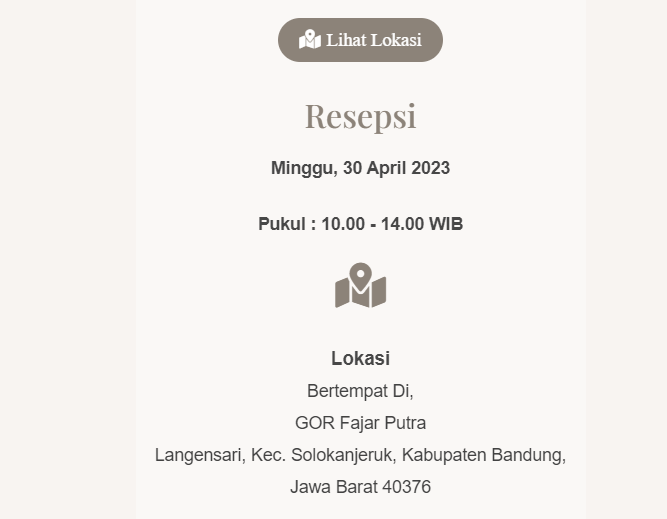 Lihat Lokasi
Resepsi
Minggu, 30 April 2023
Pukul : 10.00 - 14.00 WIB
Lokasi
Bertempat Di,
GOR Fajar Putra
Langensari, Kec. Solokanjeruk, Kabupaten Bandung,
Jawa Barat 40376